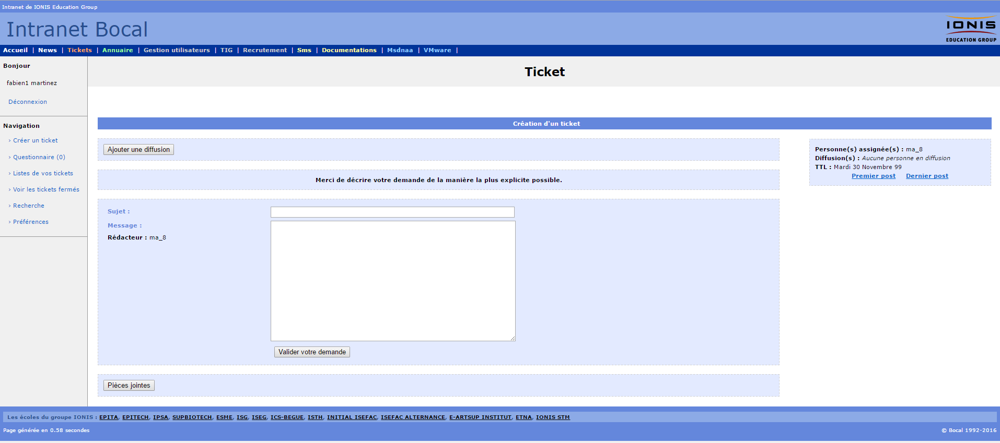 Intranet de IONIS Education Group
Intranet Bocal
IONIS
EDUCATION GROUP
Accueil | News | Tickets | Annuaire | Gestion utilisateurs | TIG | Recrutement | Sms | Documentations | Msdnaa | VMware |
Bonjour
fabien1 martinez
Déconnexion
Navigation
› Créer un ticket
› Questionnaire (0)
› Listes de vos tickets
› Voir les tickets fermés
› Recherche
› Préférences
Ticket
Création d'un ticket
Ajouter une diffusion
Merci de décrire votre demande de la manière la plus explicite possible.
Sujet :
Message :
Rédacteur : ma_8
Valider votre demande
Pièces jointes
Personne(s) assignée(s) : ma_8
Diffusion(s) : Aucune personne en diffusion
TTL : Mardi 30 Novembre 99
Premier post Dernier post
Les écoles du groupe IONIS : EPITA, EPITECH, IPSA, SUPBIOTECH, ESME, ISG, ISEG, ICS-BEGUE, ISTH, INITIAL ISEFAC, ISEFAC ALTERNANCE, E-ARTSUP INSTITUT, ETNA, IONIS STM
Page générée en 0.58 secondes
© Bocal 1992-2016